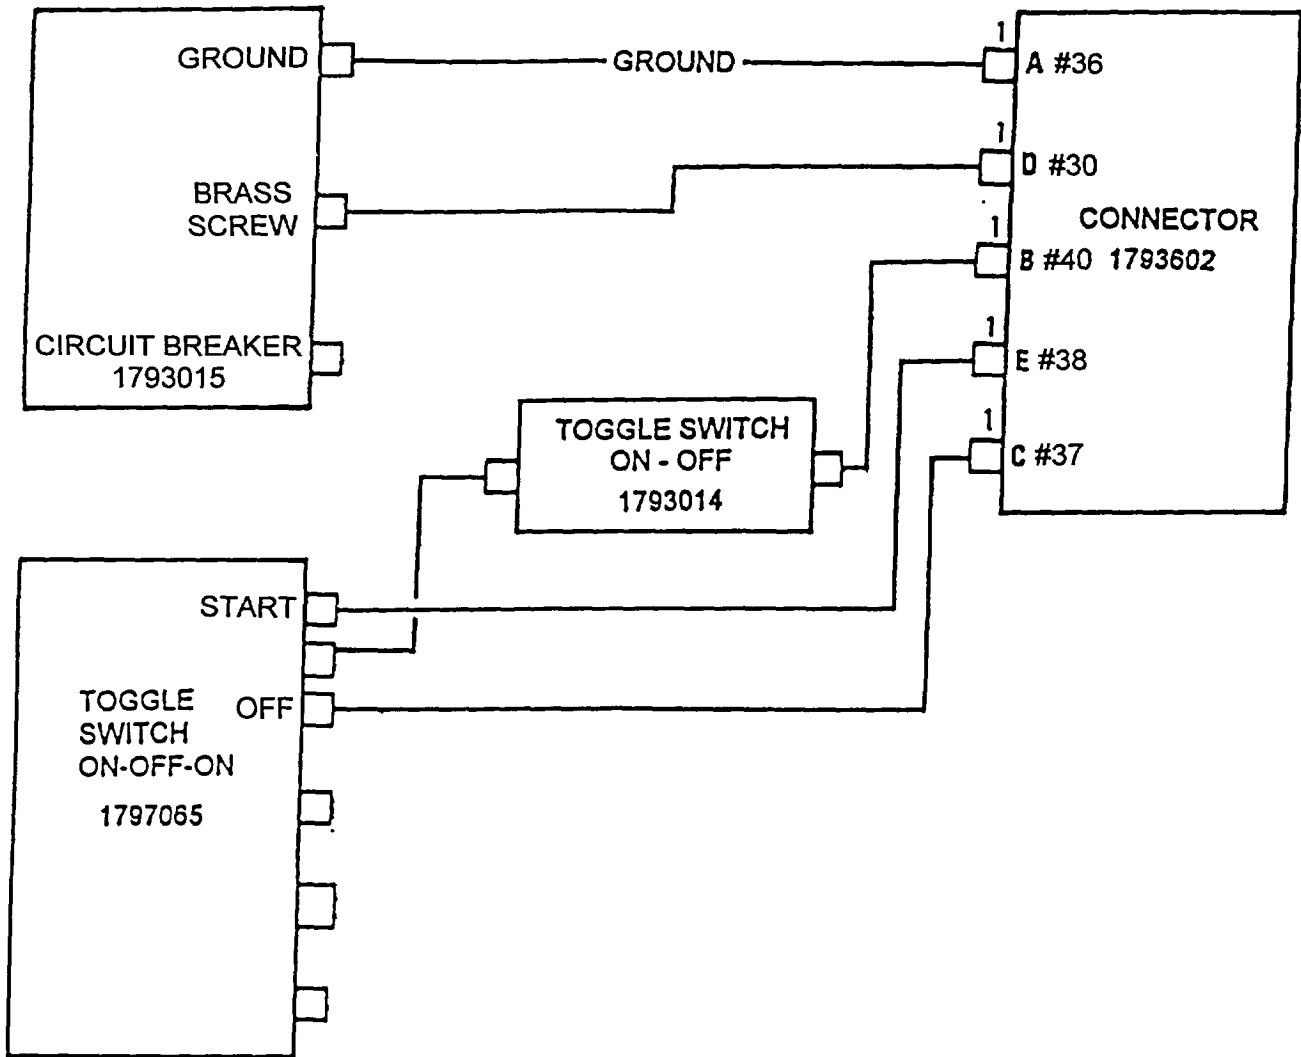 GROUND
BRASS
SCREW
CIRCUIT BREAKER
1793015
GROUND
1
A #36
1
D #30
CONNECTOR
1
B #40 1793602
1
E #38
1
C #37
TOGGLE SWITCH
ON - OFF
1793014
START
OFF
TOGGLE
SWITCH
ON-OFF-ON
1797065